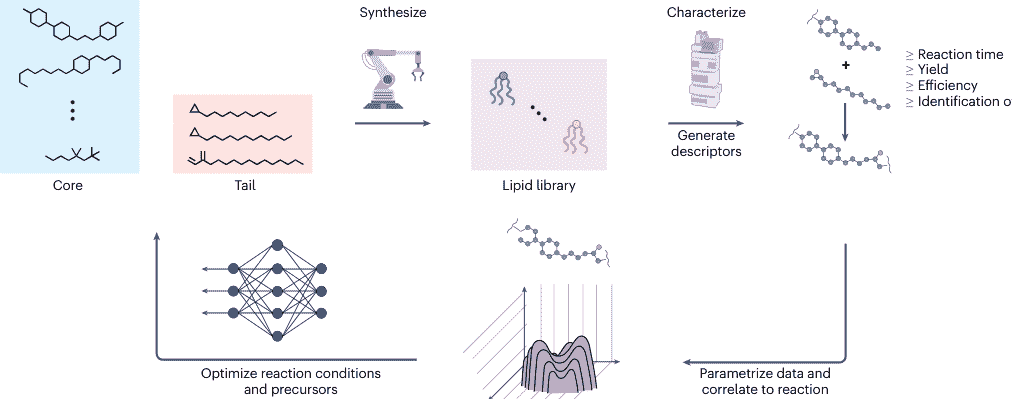 Synthesize
Characterize
≥ Reaction time
≥ Yield
≥ Efficiency
≥ Identification o
Generate
descriptors
Core
Tail
Lipid library
Optimize reaction conditions
and precursors
Parametrize data and
correlate to reaction